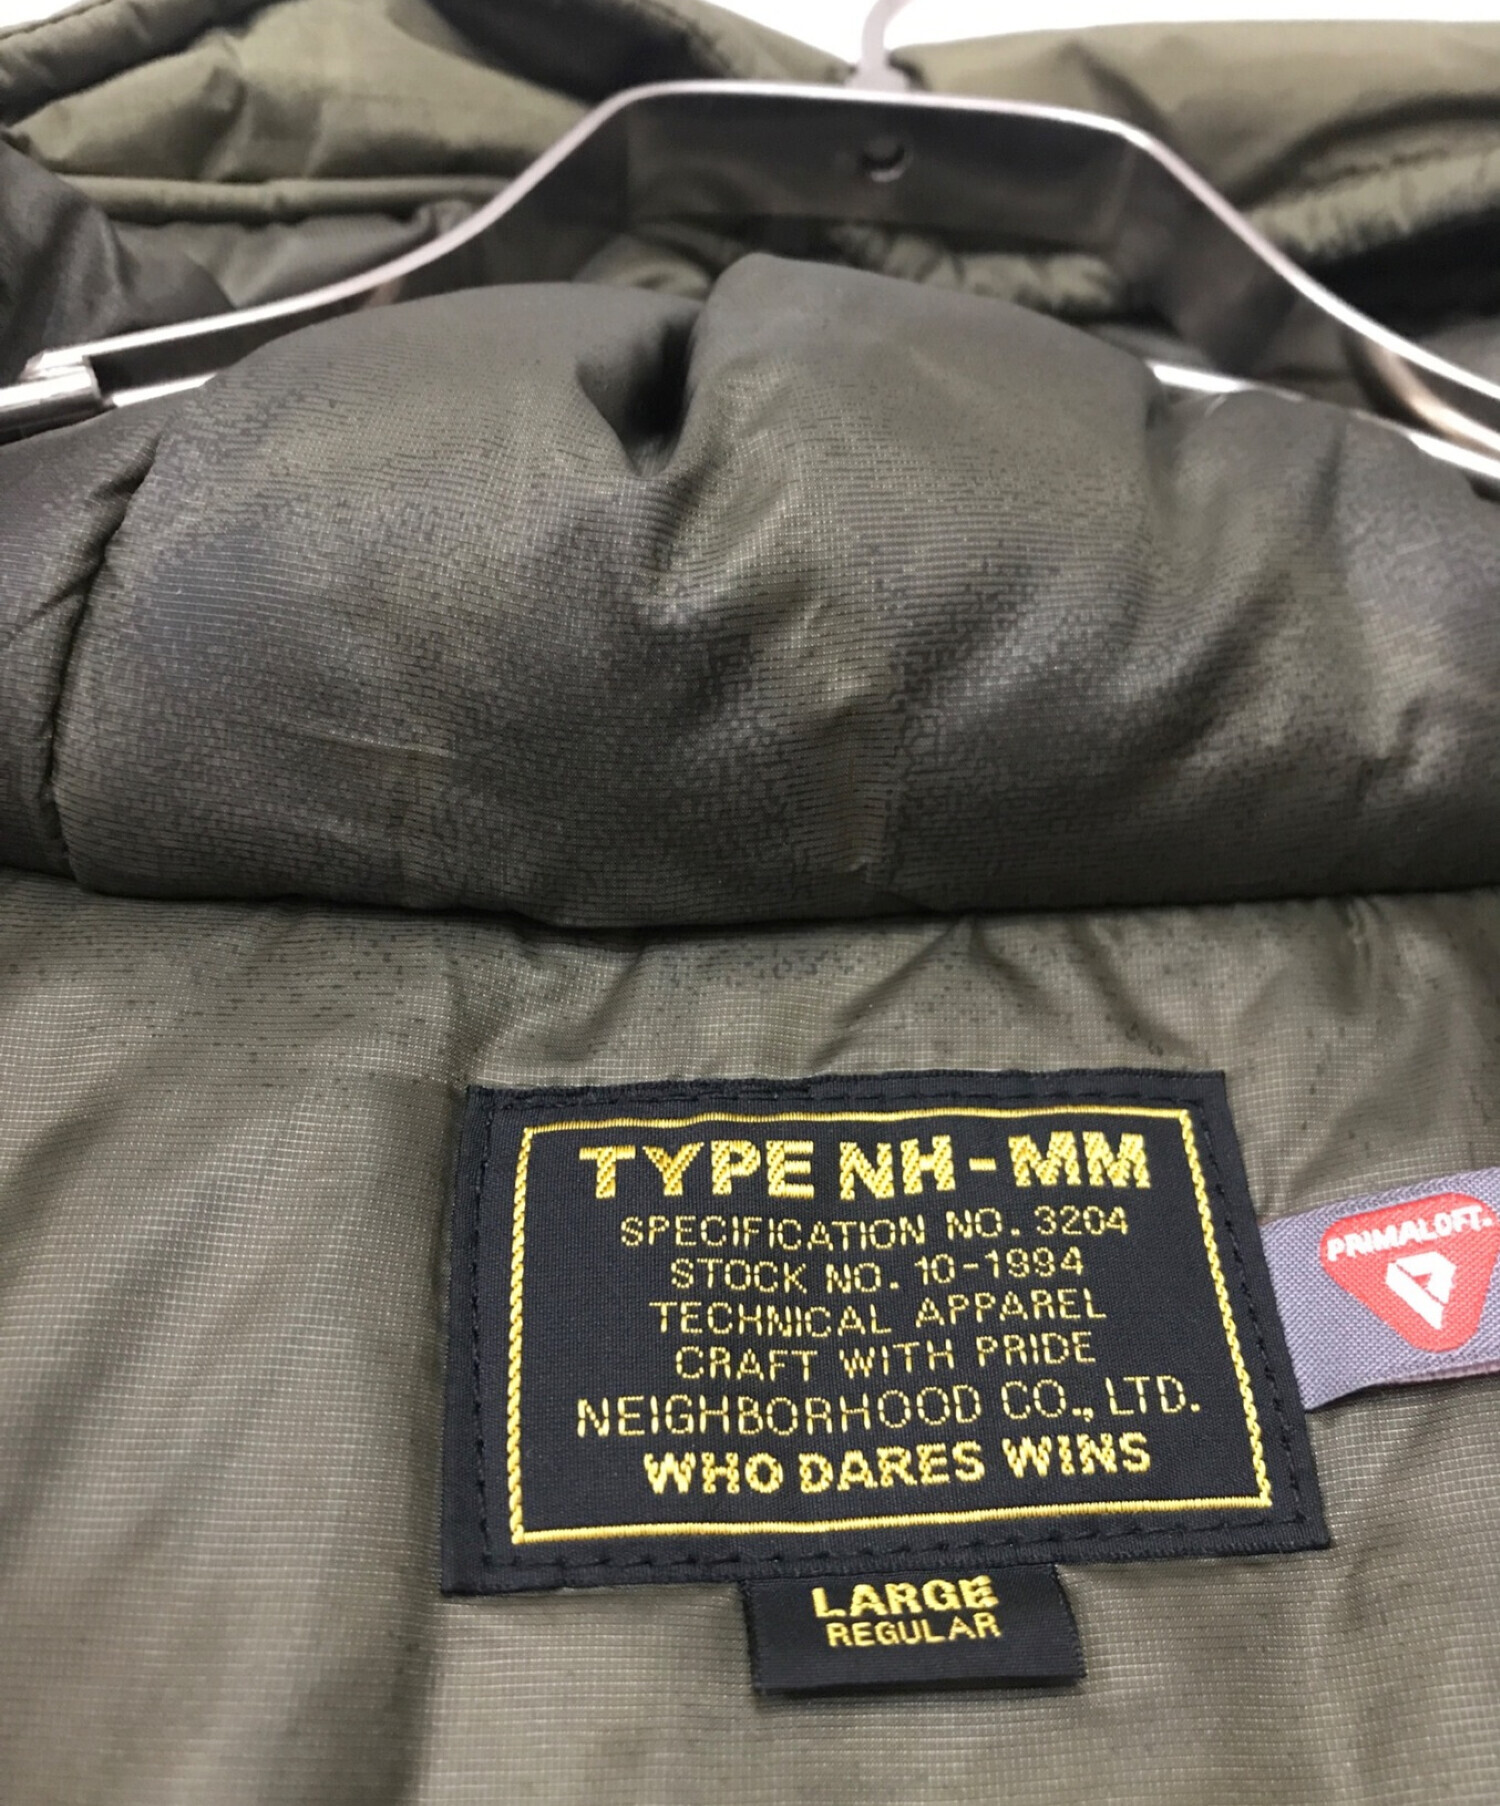 TYPE NH-MM
SPECIFICATION NO. 3204
STOCK NO. 10-1994
TECHNICAL APPAREL
CRAFT WITH PRIDE
NEIGHBORHOOD CO., LTD.
WHO DARES WINS
LARGE
REGULAR
PRIMALOFT